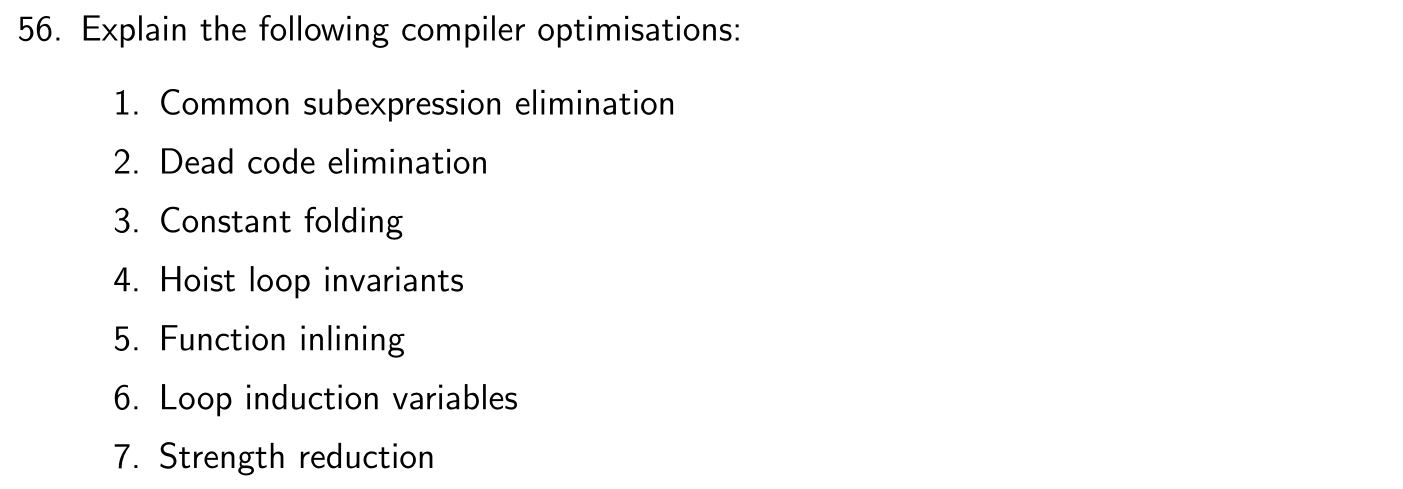 56. Explain the following compiler optimisations:
1. Common subexpression elimination
2. Dead code elimination
3. Constant folding
4. Hoist loop invariants
5. Function inlining
6. Loop induction variables
7. Strength reduction